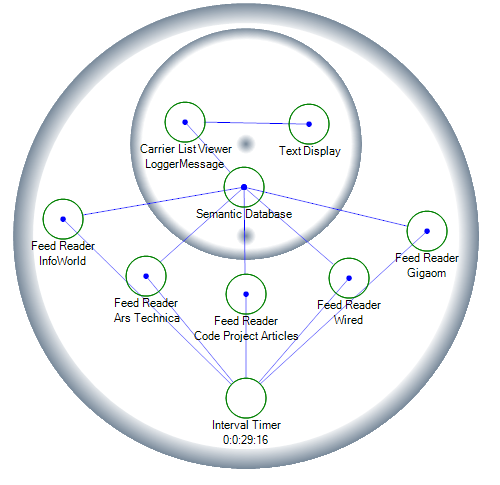 Carrier List Viewer
LoggerMessage
Text Display
Semantic Database
Feed Reader
InfoWorld
Feed Reader
Gigaom
Feed Reader
Ars Technica
Feed Reader
Wired
Feed Reader
Code Project Articles
Interval Timer
0:0:29:16